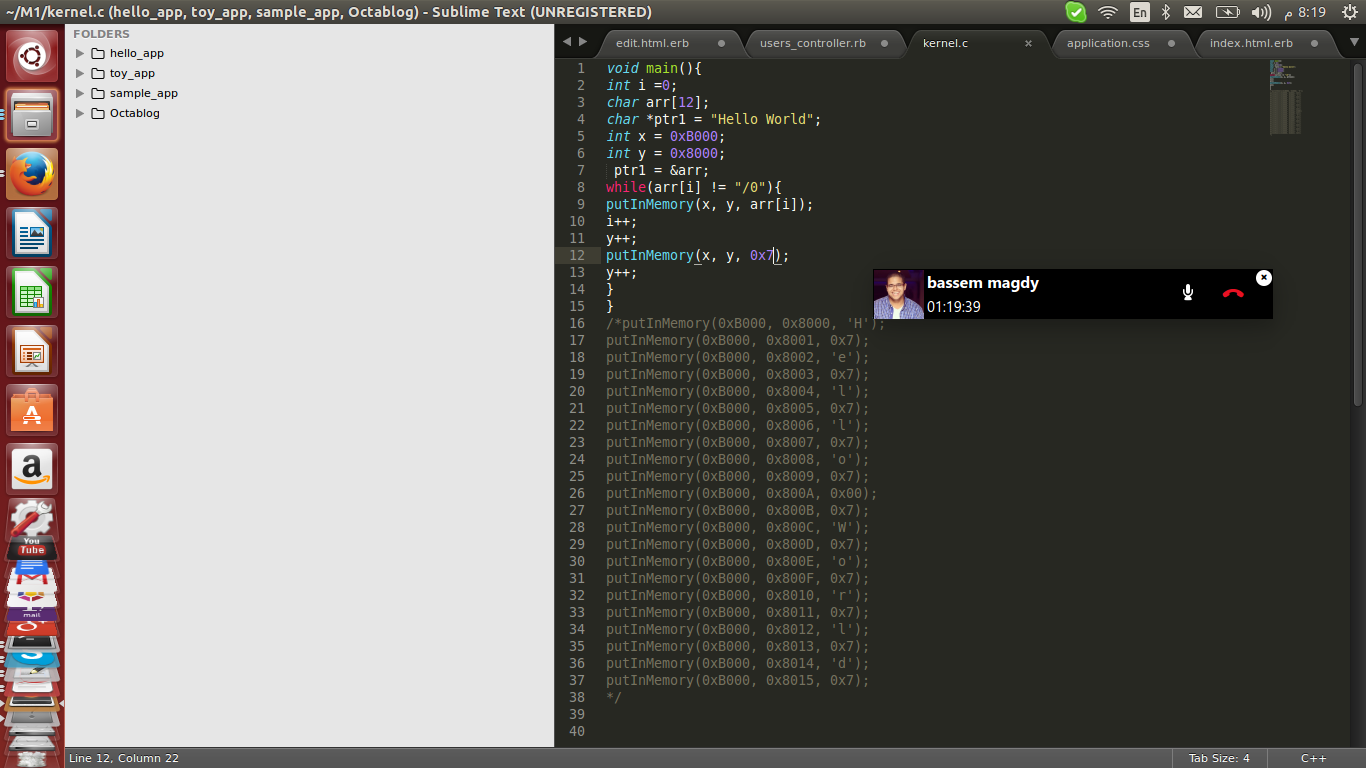 ~/M1/kernel.c (hello_app, toy_app, sample_app, Octablog) - Sublime Text (UNREGISTERED)
En
8:19 م
FOLDERS
hello_app
toy_app
sample_app
Octablog
edit.html.erb
users_controller.rb
kernel.c
application.css
index.html.erb
1 void main(){
2 int i =0;
3 char arr[12];
4 char *ptr1 = "Hello World";
5 int x = 0xB000;
6 int y = 0x8000;
7 ptr1 = &arr;
8 while(arr[i] != "/0"){
9 putInMemory(x, y, arr[i]);
10 i++;
11 y++;
12 putInMemory(x, y, 0x7);
13 y++;
14 }
15 }
16 /*putInMemory(0xB000, 0x8000, 'H');
17 putInMemory(0xB000, 0x8001, 0x7);
18 putInMemory(0xB000, 0x8002, 'e');
19 putInMemory(0xB000, 0x8003, 0x7);
20 putInMemory(0xB000, 0x8004, 'l');
21 putInMemory(0xB000, 0x8005, 0x7);
22 putInMemory(0xB000, 0x8006, 'l');
23 putInMemory(0xB000, 0x8007, 0x7);
24 putInMemory(0xB000, 0x8008, 'o');
25 putInMemory(0xB000, 0x8009, 0x7);
26 putInMemory(0xB000, 0x800A, 0x00);
27 putInMemory(0xB000, 0x800B, 0x7);
28 putInMemory(0xB000, 0x800C, 'W');
29 putInMemory(0xB000, 0x800D, 0x7);
30 putInMemory(0xB000, 0x800E, 'o');
31 putInMemory(0xB000, 0x800F, 0x7);
32 putInMemory(0xB000, 0x8010, 'r');
33 putInMemory(0xB000, 0x8011, 0x7);
34 putInMemory(0xB000, 0x8012, 'l');
35 putInMemory(0xB000, 0x8013, 0x7);
36 putInMemory(0xB000, 0x8014, 'd');
37 putInMemory(0xB000, 0x8015, 0x7);
38 */
39
40
bassem magdy
01:19:39
a
You
Tube
mail
Line 12, Column 22
Tab Size: 4
C++